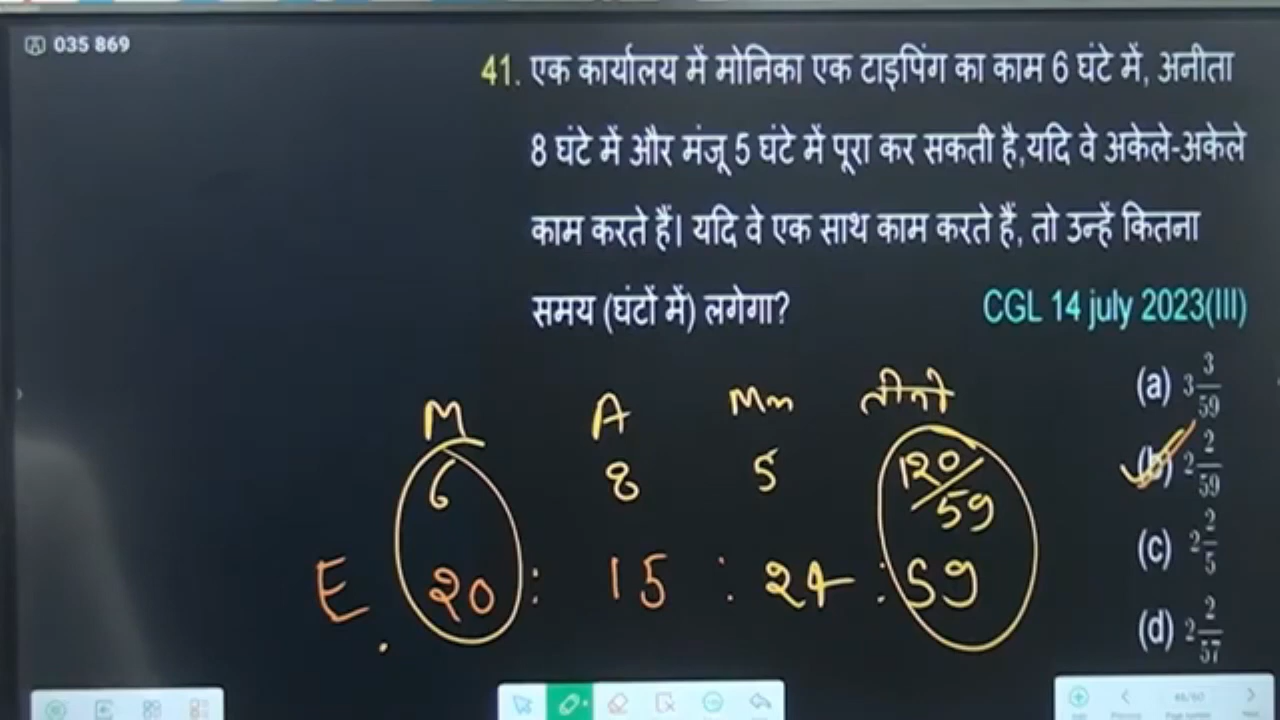 035 869
41. एक कार्यालय में मोनिका एक टाइपिंग का काम 6 घंटे में, अनीता
8 घंटे में और मंजू 5 घंटे में पूरा कर सकती है,यदि वे अकेले-अकेले
काम करते हैं। यदि वे एक साथ काम करते हैं, तो उन्हें कितना
समय (घंटों में) लगेगा?
CGL 14 july 2023(III)
(a) 3 3/59
(b) 2 2/59
(c) 2 2/5
(d) 2 2/57
M A Mm तीनो
6 8 5 120/59
E. 20 : 15 : 24 : 59